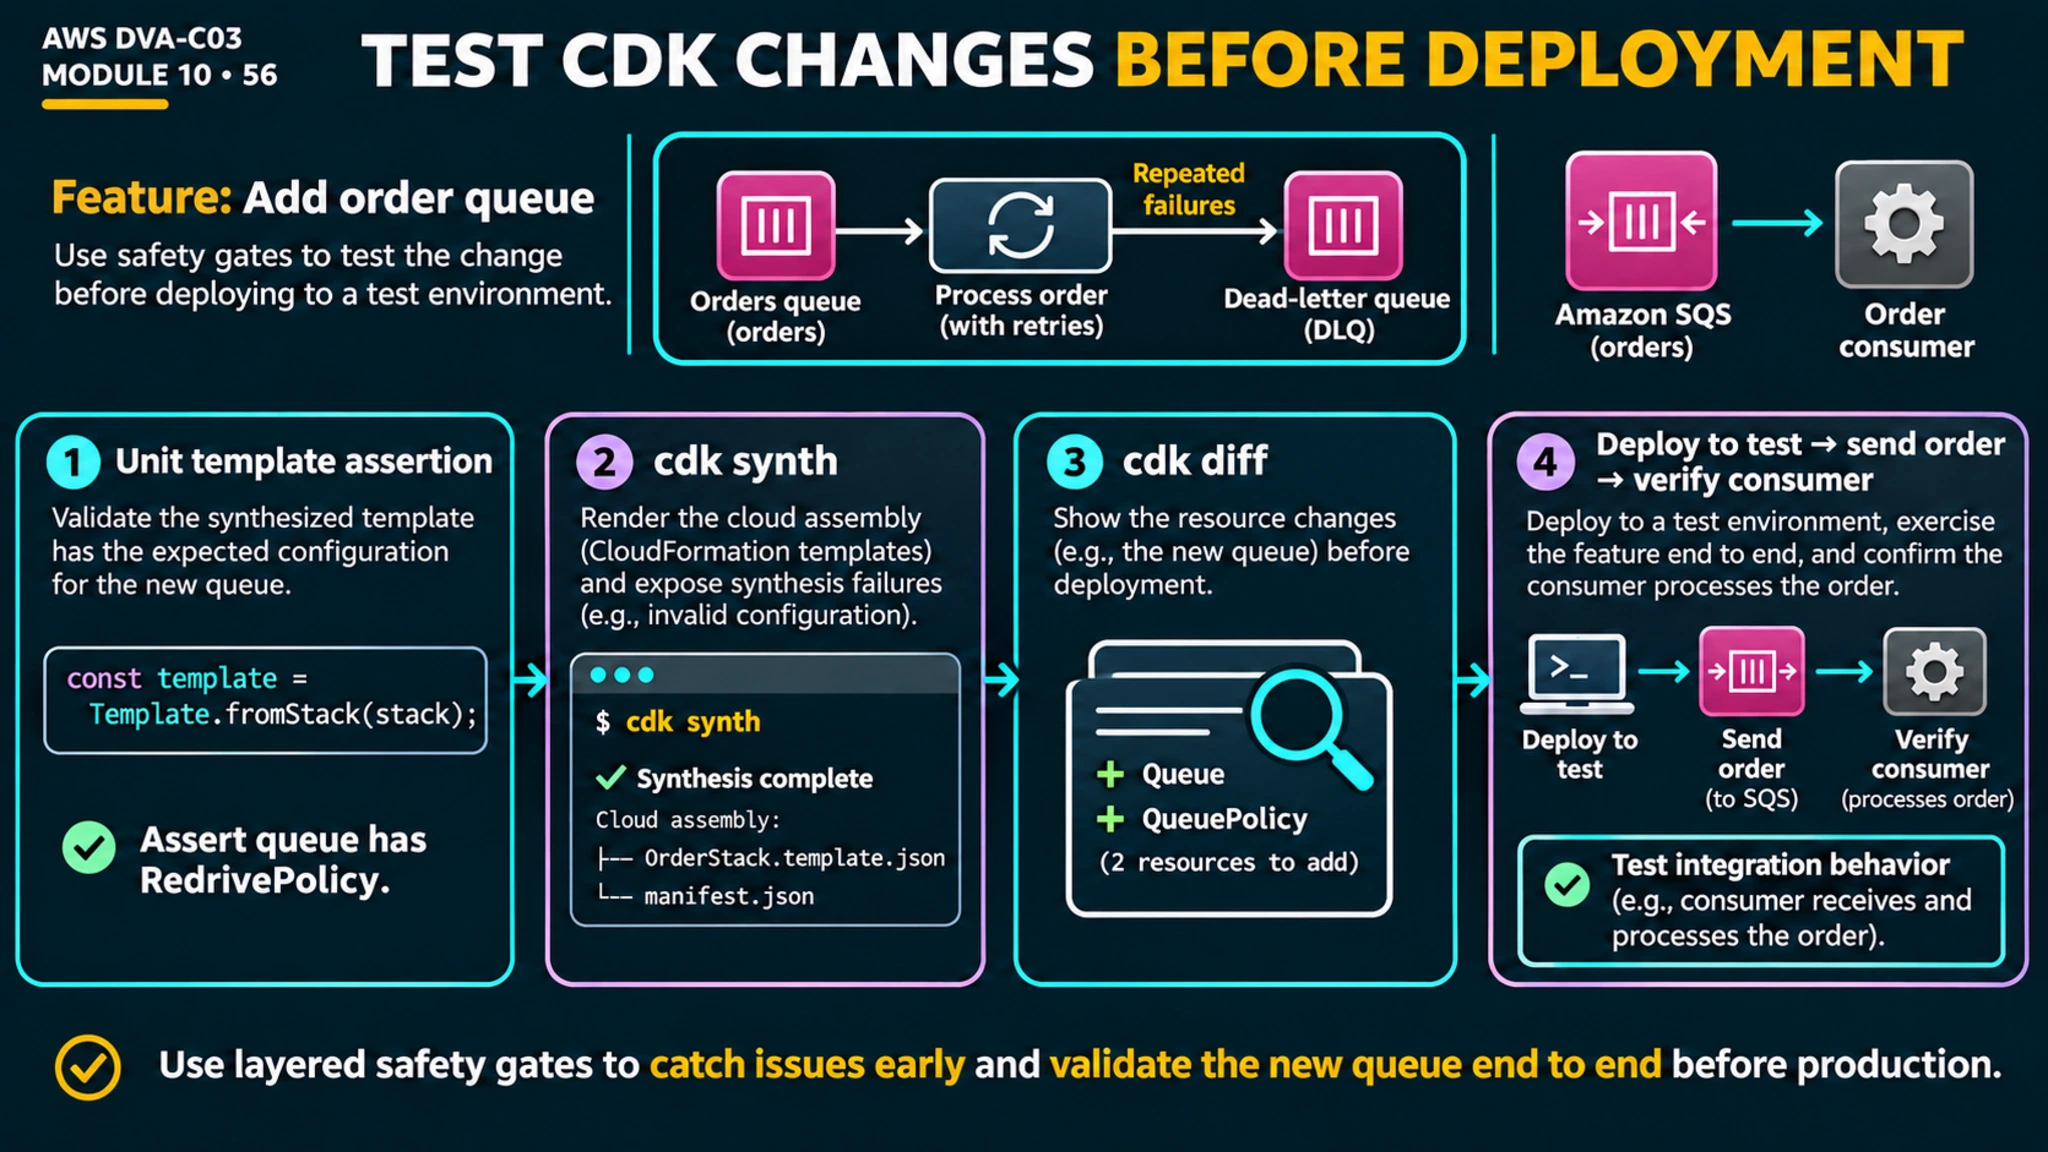 AWS DVA-C03
MODULE 10 • 56
TEST CDK CHANGES BEFORE DEPLOYMENT
Feature: Add order queue
Use safety gates to test the change
before deploying to a test environment.
Orders queue
(orders)
Process order
(with retries)
Repeated
failures
Dead-letter queue
(DLQ)
Amazon SQS
(orders)
Order
consumer
1 Unit template assertion
Validate the synthesized template
has the expected configuration
for the new queue.
const template =
Template.fromStack(stack);
Assert queue has
RedrivePolicy.
2 cdk synth
Render the cloud assembly
(CloudFormation templates)
and expose synthesis failures
(e.g., invalid configuration).
$ cdk synth
Synthesis complete
Cloud assembly:
├── OrderStack.template.json
└── manifest.json
3 cdk diff
Show the resource changes
(e.g., the new queue) before
deployment.
+ Queue
+ QueuePolicy
(2 resources to add)
4 Deploy to test → send order
→ verify consumer
Deploy to a test environment, exercise
the feature end to end, and confirm the
consumer processes the order.
>_
Deploy to
test
Send
order
(to SQS)
Verify
consumer
(processes order)
Test integration behavior
(e.g., consumer receives and
processes the order).
Use layered safety gates to catch issues early and validate the new queue end to end before production.